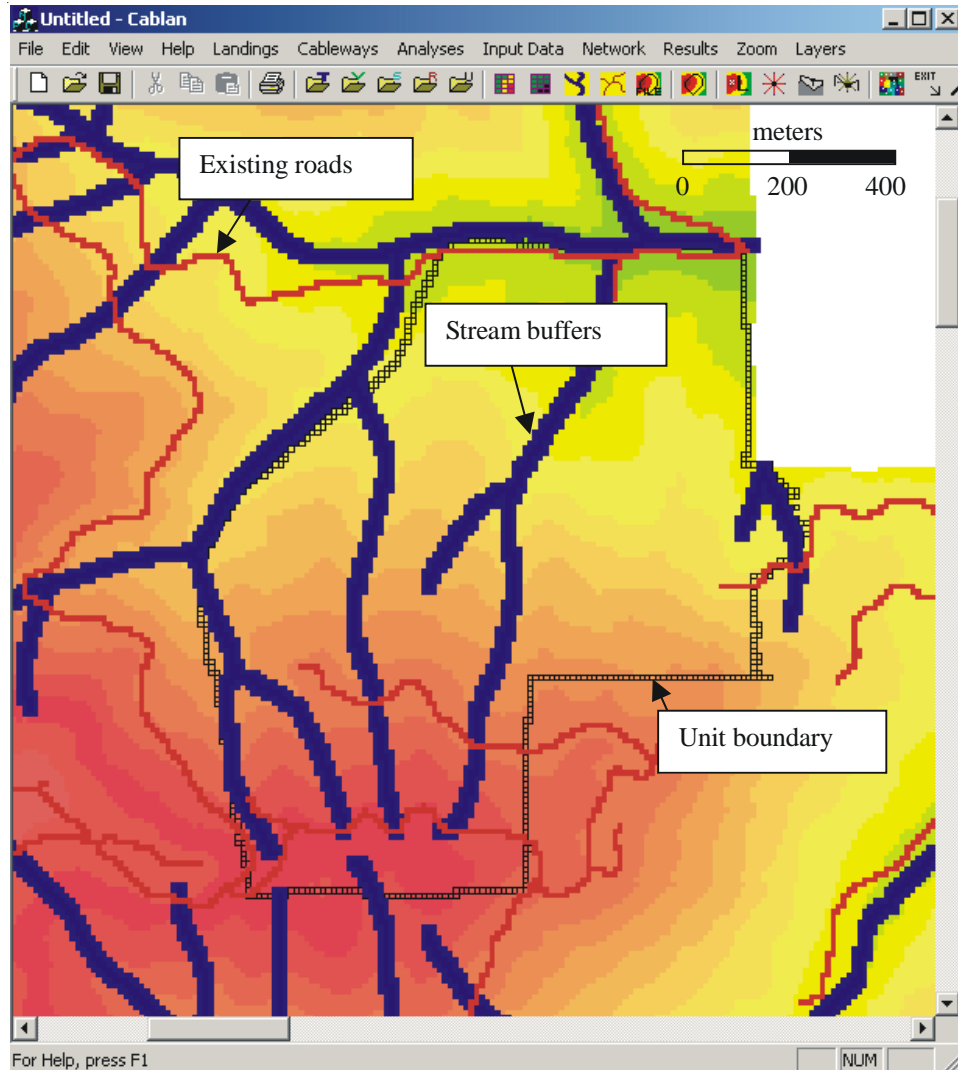 Untitled - Cablan
File Edit View Help Landings Cableways Analyses Input Data Network Results Zoom Layers
EXIT
meters
0 200 400
Existing roads
Stream buffers
Unit boundary
For Help, press F1
NUM